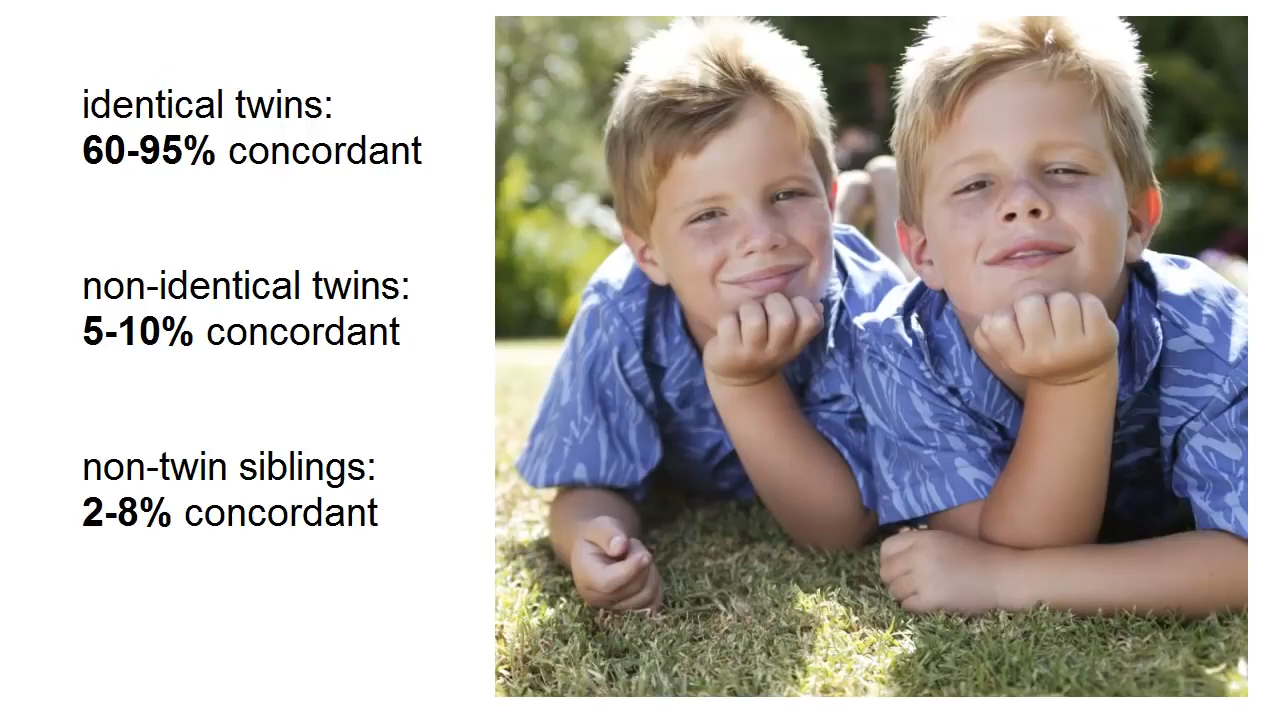 identical twins:
60-95% concordant
non-identical twins:
5-10% concordant
non-twin siblings:
2-8% concordant